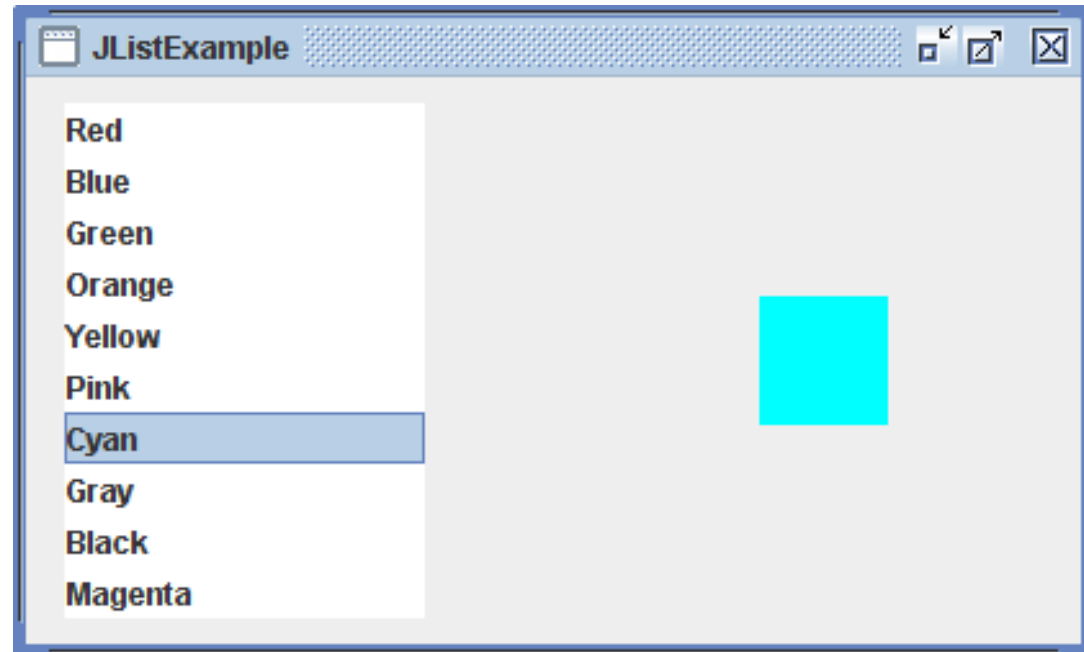 JListExample
Red
Blue
Green
Orange
Yellow
Pink
Cyan
Gray
Black
Magenta